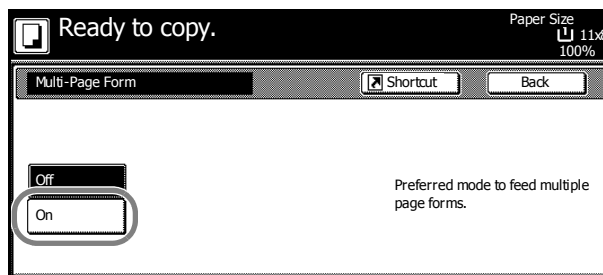 Ready to copy.
Paper Size
11x
100%
Multi-Page Form
Shortcut
Back
Off
On
Preferred mode to feed multiple
page forms.